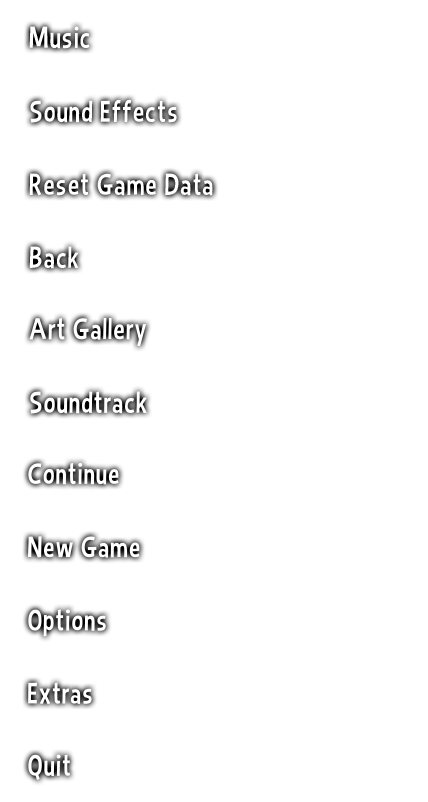 Music
Sound Effects
Reset Game Data
Back
Art Gallery
Soundtrack
Continue
New Game
Options
Extras
Quit